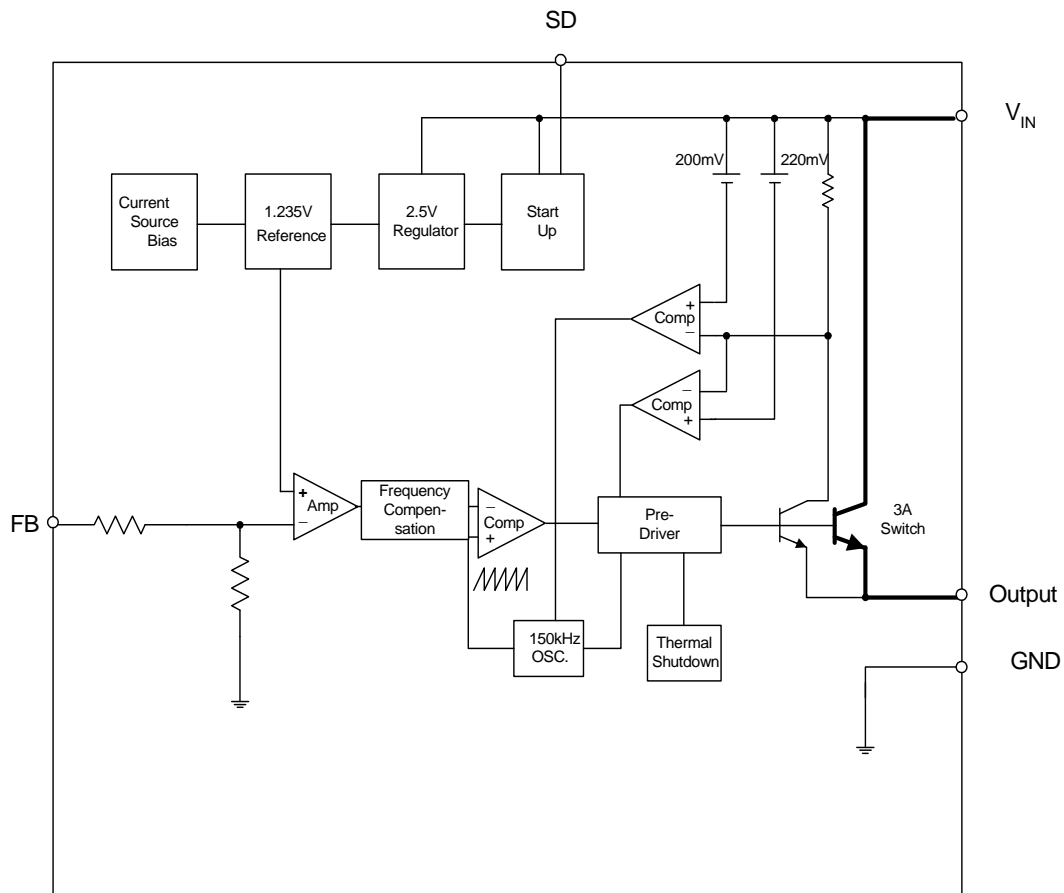 SD
V_IN
200mV
220mV
Current
Source
Bias
1.235V
Reference
2.5V
Regulator
Start
Up
+
Comp
−
−
Comp
+
+
Amp
−
Frequency
Compen-
sation
−
Comp
+
Pre-
Driver
3A
Switch
FB
Output
150kHz
OSC.
Thermal
Shutdown
GND